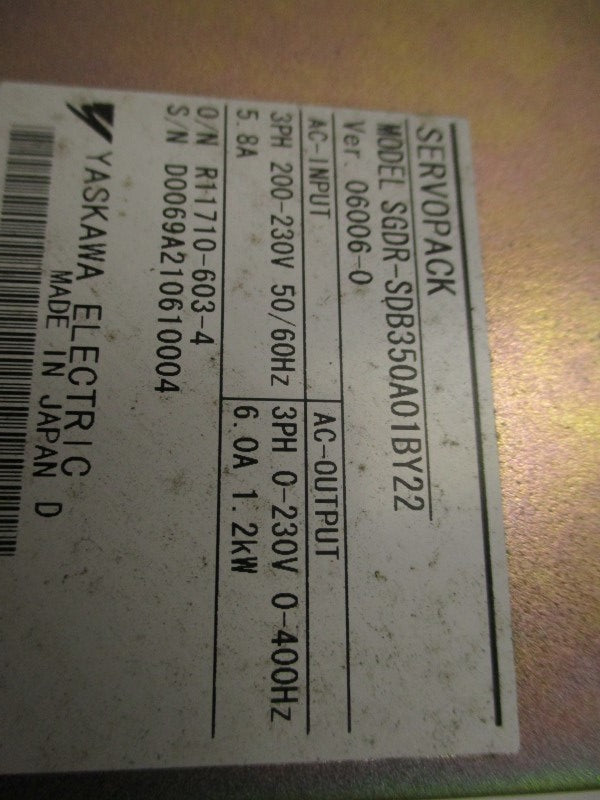 SERVOPACK
MODEL SGDR-SDB350A01BY22
Ver. 06006-0
AC-INPUT
AC-OUTPUT
3PH 200-230V 50/60Hz
3PH 0-230V 0-400Hz
5.8A
6.0A 1.2kW
O/N R11710-603-4
S/N D0069A210610004
YASKAWA ELECTRIC
MADE IN JAPAN D